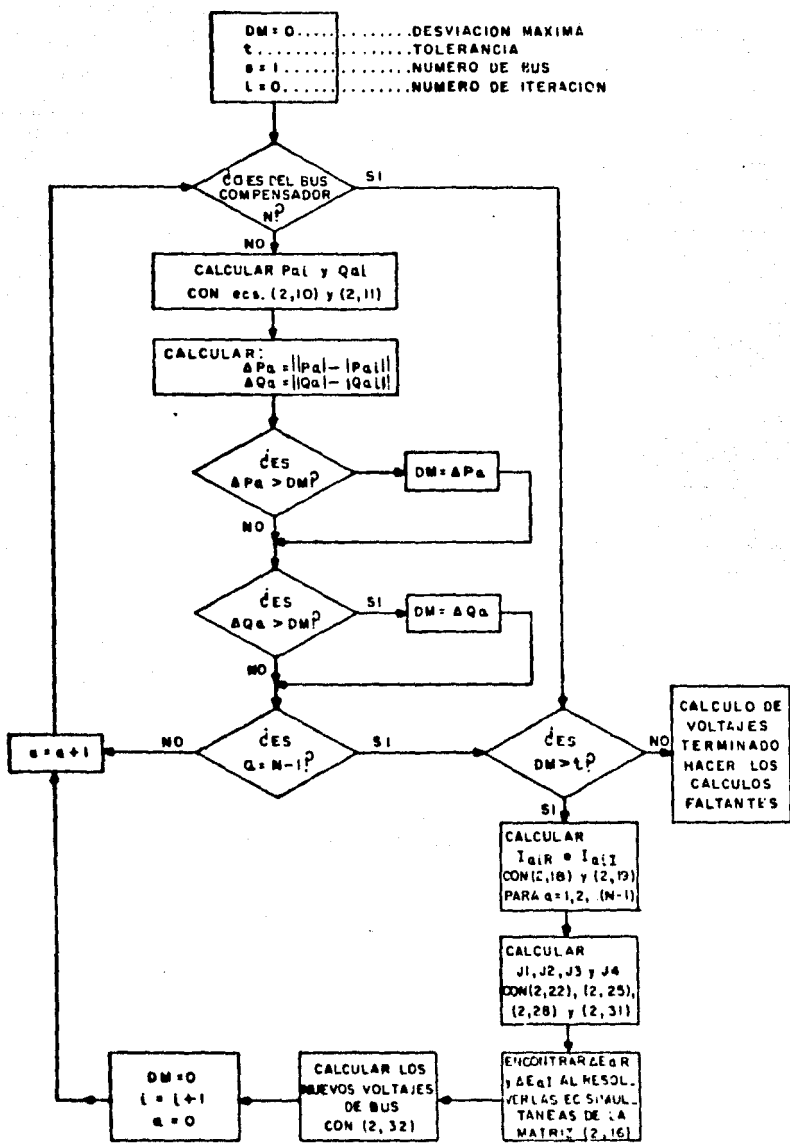 DM = 0............DESVIACION MAXIMA
t..................TOLERANCIA
a = 1..............NUMERO DE BUS
i = 0..............NUMERO DE ITERACION
¿a ES DEL BUS
COMPENSADOR
N?
SI
NO
CALCULAR Pai y Qai
CON ecs. (2,10) y (2,11)
CALCULAR:
ΔPa = ||Pa| - |Pai||
ΔQa = ||Qa| - |Qai||
¿ES
ΔPa > DM?
DM = ΔPa
NO
¿ES
ΔQa > DM?
SI
DM = ΔQa
NO
a = a + 1
NO
¿ES
a = N-1?
SI
¿ES
DM > t?
NO
CALCULO DE
VOLTAJES
TERMINADO
HACER LOS
CALCULOS
FALTANTES
SI
CALCULAR
IaiR e IaiI
CON (2,18) y (2,19)
PARA a = 1,2,..(N-1)
CALCULAR
J1, J2, J3 y J4
CON (2,22), (2,25),
(2,28) y (2,31)
ENCONTRAR ΔEaR
y ΔEaI AL RESOL-
VER LAS EC SIMUL-
TANEAS DE LA
MATRIZ (2,16)
CALCULAR LOS
NUEVOS VOLTAJES
DE BUS
CON (2,32)
DM = 0
i = i + 1
a = 0